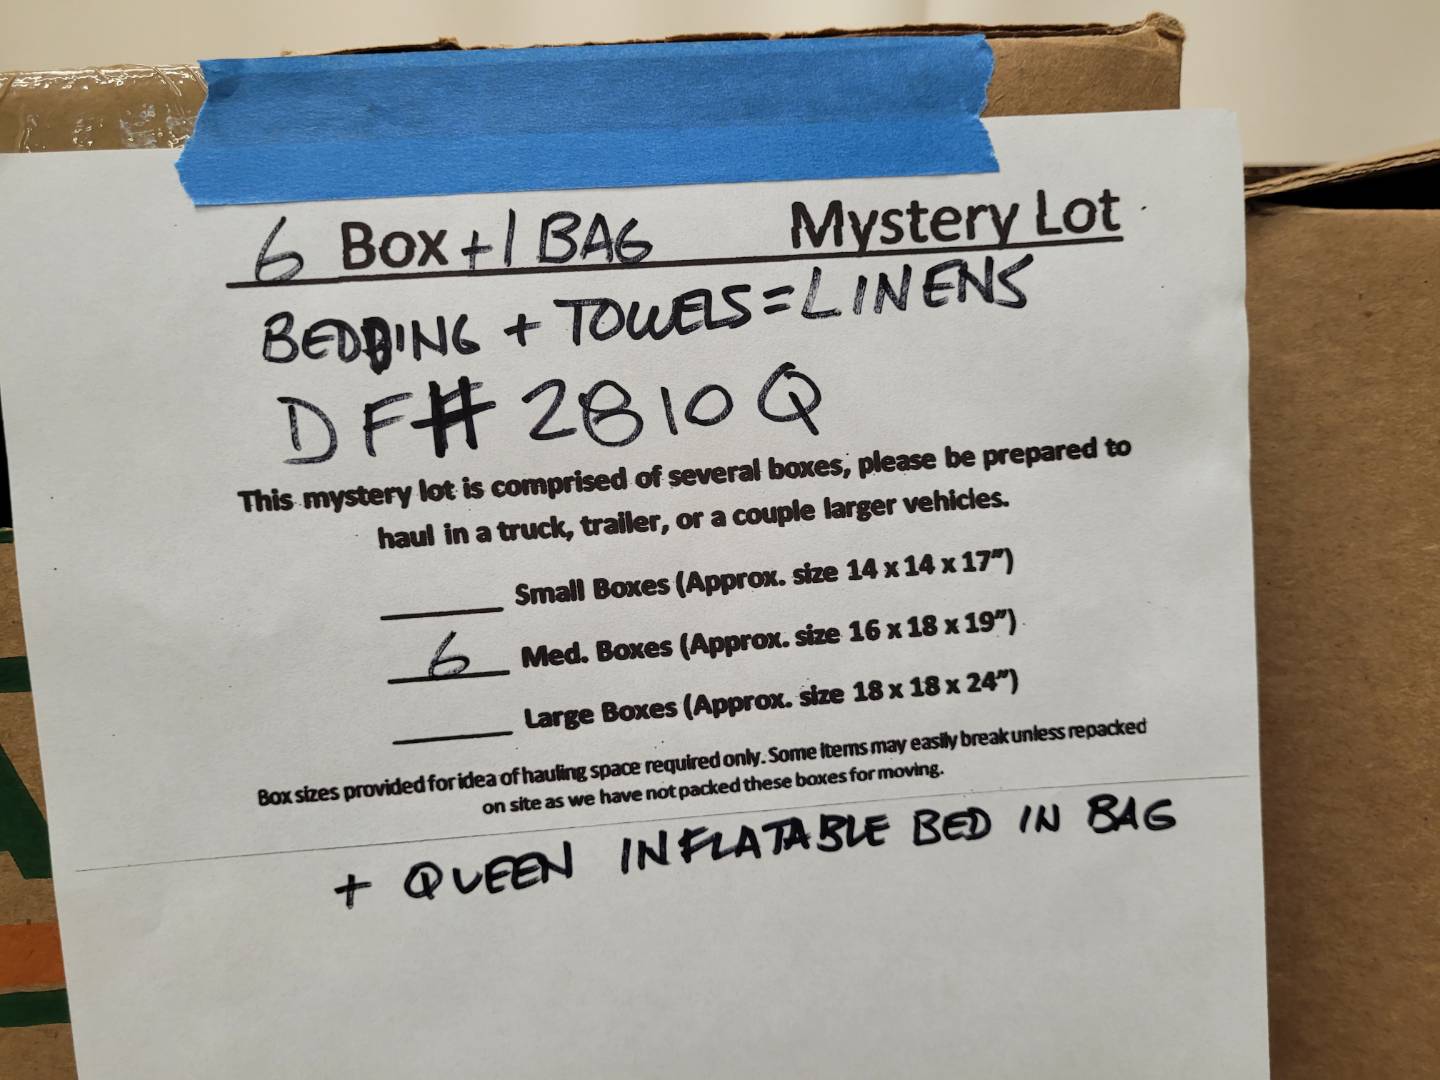 6 Box + 1 BAG Mystery Lot
BEDDING + TOWELS = LINENS
DF# 2810Q
This mystery lot is comprised of several boxes, please be prepared to
haul in a truck, trailer, or a couple larger vehicles.
______ Small Boxes (Approx. size 14 x 14 x 17")
6 Med. Boxes (Approx. size 16 x 18 x 19")
______ Large Boxes (Approx. size 18 x 18 x 24")
Box sizes provided for idea of hauling space required only. Some items may easily break unless repacked
on site as we have not packed these boxes for moving.
+ QUEEN INFLATABLE BED IN BAG